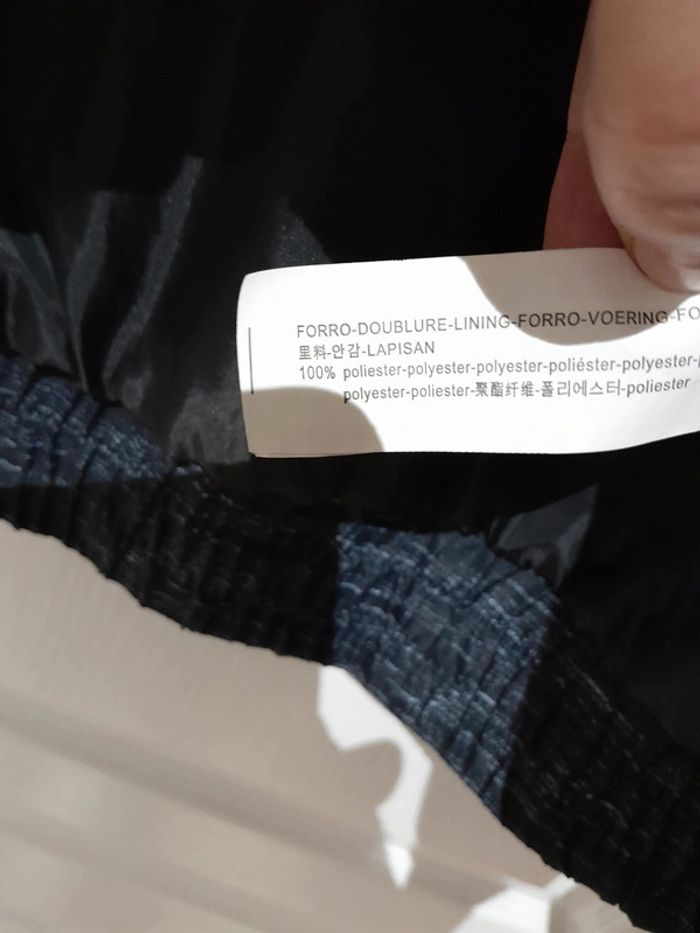 FORRO-DOUBLURE-LINING-FORRO-VOERING-FO
里料-안감-LAPISAN
100% poliester-polyester-polyester-poliéster-polyester-
polyester-poliester-聚酯纤维-폴리에스터-poliester